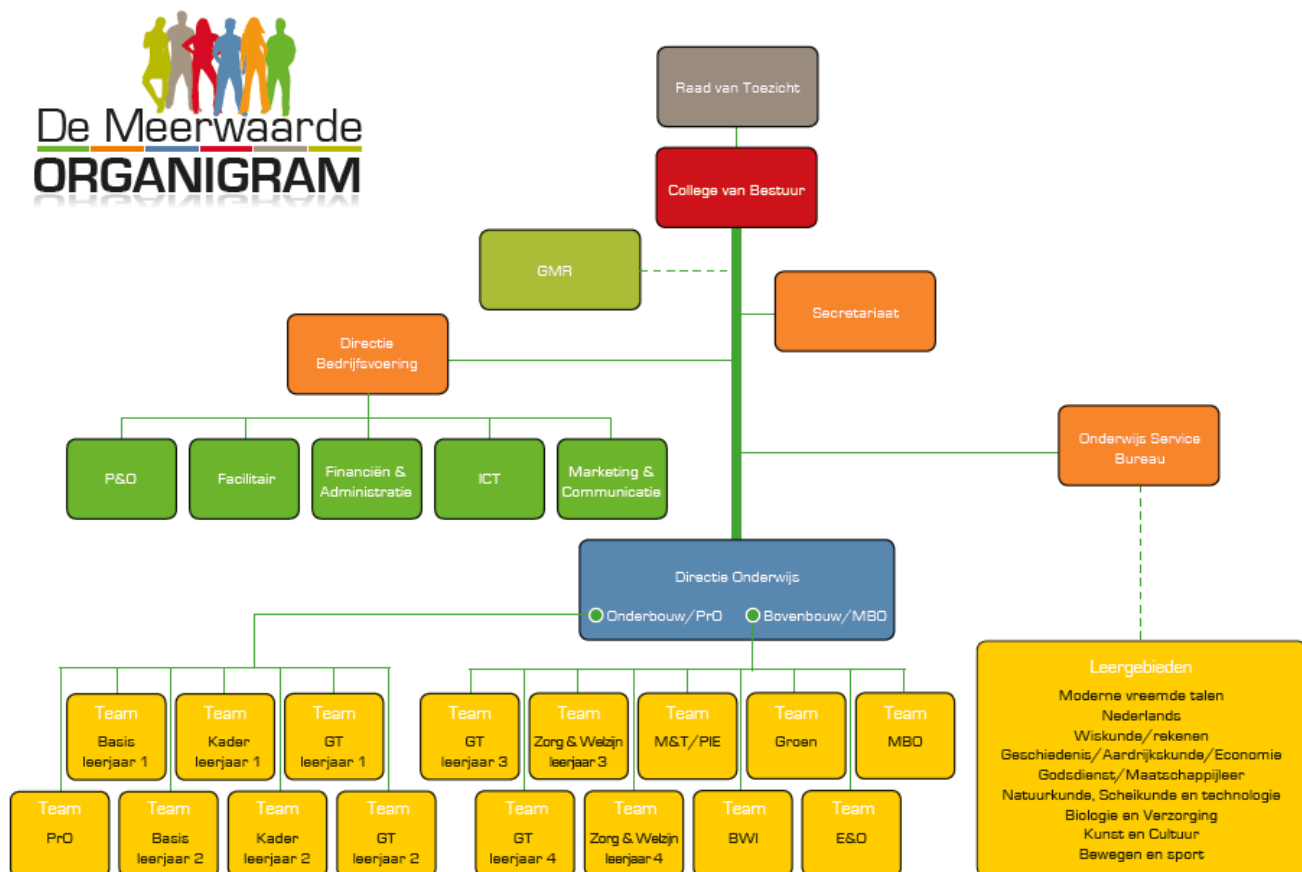 De Meerwaarde
ORGANIGRAM
Raad van Toezicht
College van Bestuur
GMR
Secretariaat
Directie
Bedrijfsvoering
Onderwijs Service
Bureau
P&O
Facilitair
Financiën &
Administratie
ICT
Marketing &
Communicatie
Directie Onderwijs
Onderbouw/PrO
Bovenbouw/MBO
Team
Basis
leerjaar 1
Team
Kader
leerjaar 1
Team
GT
leerjaar 1
Team
GT
leerjaar 3
Team
Zorg & Welzijn
leerjaar 3
Team
M&T/PIE
Team
Groen
Team
MBO
Team
PrO
Team
Basis
leerjaar 2
Team
Kader
leerjaar 2
Team
GT
leerjaar 2
Team
GT
leerjaar 4
Team
Zorg & Welzijn
leerjaar 4
Team
BWI
Team
E&O
Leergebieden
Moderne vreemde talen
Nederlands
Wiskunde/rekenen
Geschiedenis/Aardrijkskunde/Economie
Godsdienst/Maatschappijleer
Natuurkunde, Scheikunde en technologie
Biologie en Verzorging
Kunst en Cultuur
Bewegen en sport